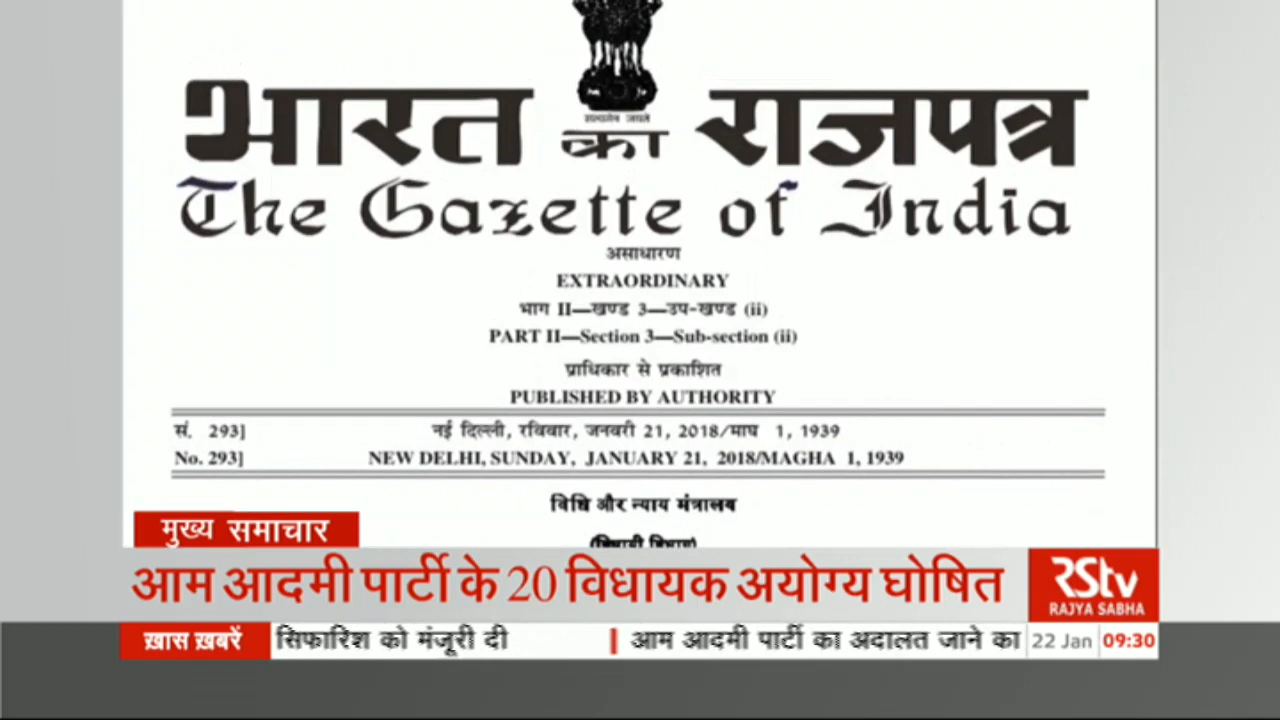 सत्यमेव जयते
भारत का राजपत्र
The Gazette of India
असाधारण
EXTRAORDINARY
भाग II—खण्ड 3—उप-खण्ड (ii)
PART II—Section 3—Sub-section (ii)
प्राधिकार से प्रकाशित
PUBLISHED BY AUTHORITY
सं. 293] नई दिल्ली, रविवार, जनवरी 21, 2018/माघ 1, 1939
No. 293] NEW DELHI, SUNDAY, JANUARY 21, 2018/MAGHA 1, 1939
विधि और न्याय मंत्रालय
मुख्य समाचार
आम आदमी पार्टी के 20 विधायक अयोग्य घोषित
RStv
RAJYA SABHA
ख़ास ख़बरें सिफारिश को मंजूरी दी | आम आदमी पार्टी का अदालत जाने का 22 Jan 09:30